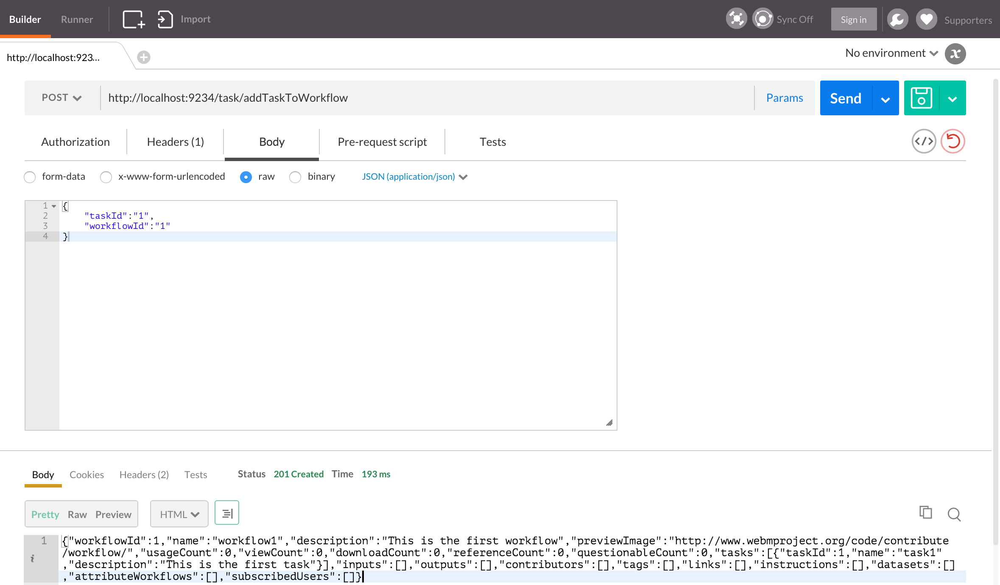 Builder Runner Import Sync Off Sign in Supporters
http://localhost:923... No environment x
POST http://localhost:9234/task/addTaskToWorkflow Params Send
Authorization Headers (1) Body Pre-request script Tests </>
form-data x-www-form-urlencoded raw binary JSON (application/json)
1 {
2 "taskId":"1",
3 "workflowId":"1"
4 }
Body Cookies Headers (2) Tests Status 201 Created Time 193 ms
Pretty Raw Preview HTML
1 {"workflowId":1,"name":"workflow1","description":"This is the first workflow","previewImage":"http://www.webmproject.org/code/contribute
i /workflow/","usageCount":0,"viewCount":0,"downloadCount":0,"referenceCount":0,"questionableCount":0,"tasks":[{"taskId":1,"name":"task1"
,"description":"This is the first task"}],"inputs":[],"outputs":[],"contributors":[],"tags":[],"links":[],"instructions":[],"datasets":[]
,"attributeWorkflows":[],"subscribedUsers":[]}